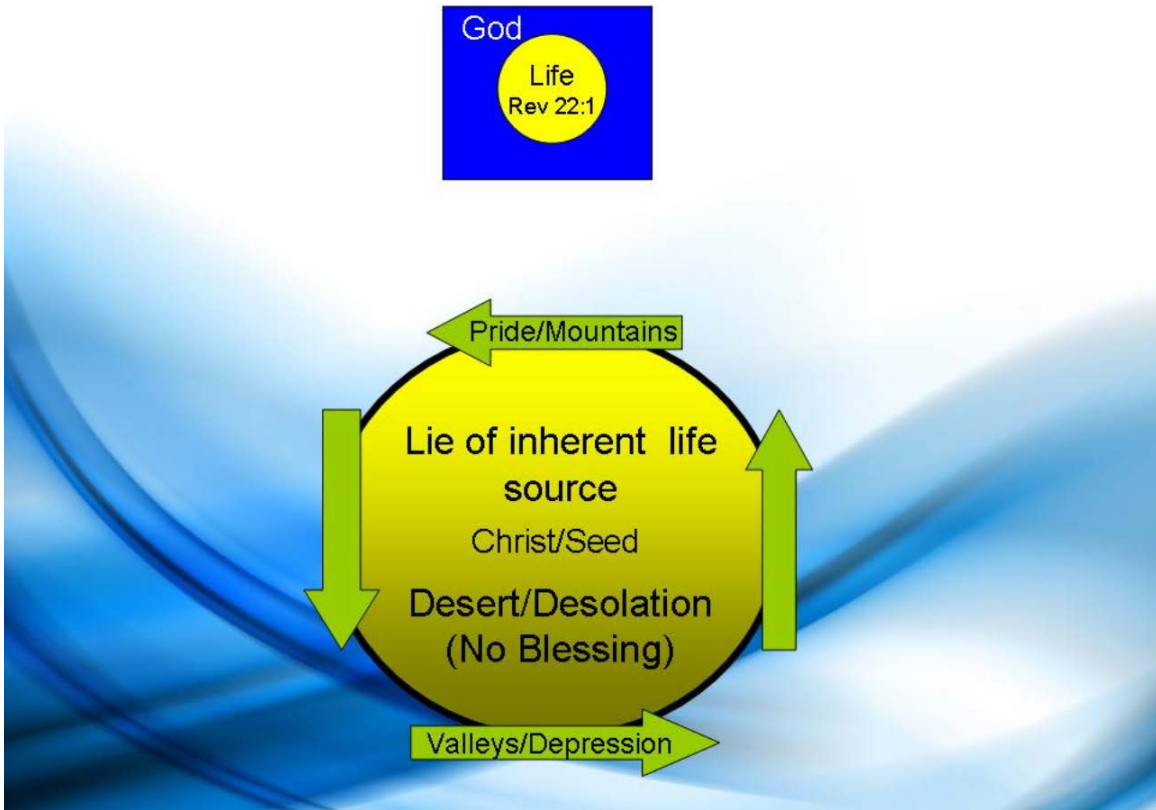 God
Life
Rev 22:1
Pride/Mountains
Lie of inherent life
source
Christ/Seed
Desert/Desolation
(No Blessing)
Valleys/Depression